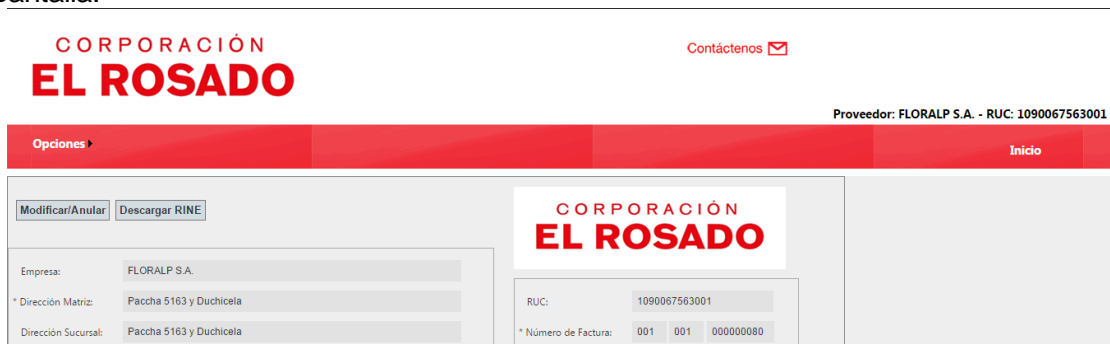 pantalla.
CORPORACIÓN
EL ROSADO
Contáctenos
Proveedor: FLORALP S.A. - RUC: 1090067563001
Opciones
Inicio
Modificar/Anular Descargar RINE
CORPORACIÓN
EL ROSADO
Empresa: FLORALP S.A.
* Dirección Matriz: Paccha 5163 y Duchicela
Dirección Sucursal: Paccha 5163 y Duchicela
RUC: 1090067563001
* Número de Factura: 001 001 000000080